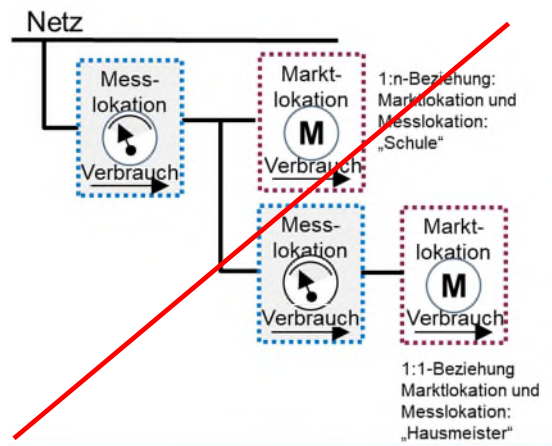 Netz
Mess-
lokation
Verbrauch
Markt-
lokation
M
Verbrauch
1:n-Beziehung:
Marktlokation und
Messlokation:
„Schule“
Mess-
lokation
Verbrauch
Markt-
lokation
M
Verbrauch
1:1-Beziehung
Marktlokation und
Messlokation:
„Hausmeister“